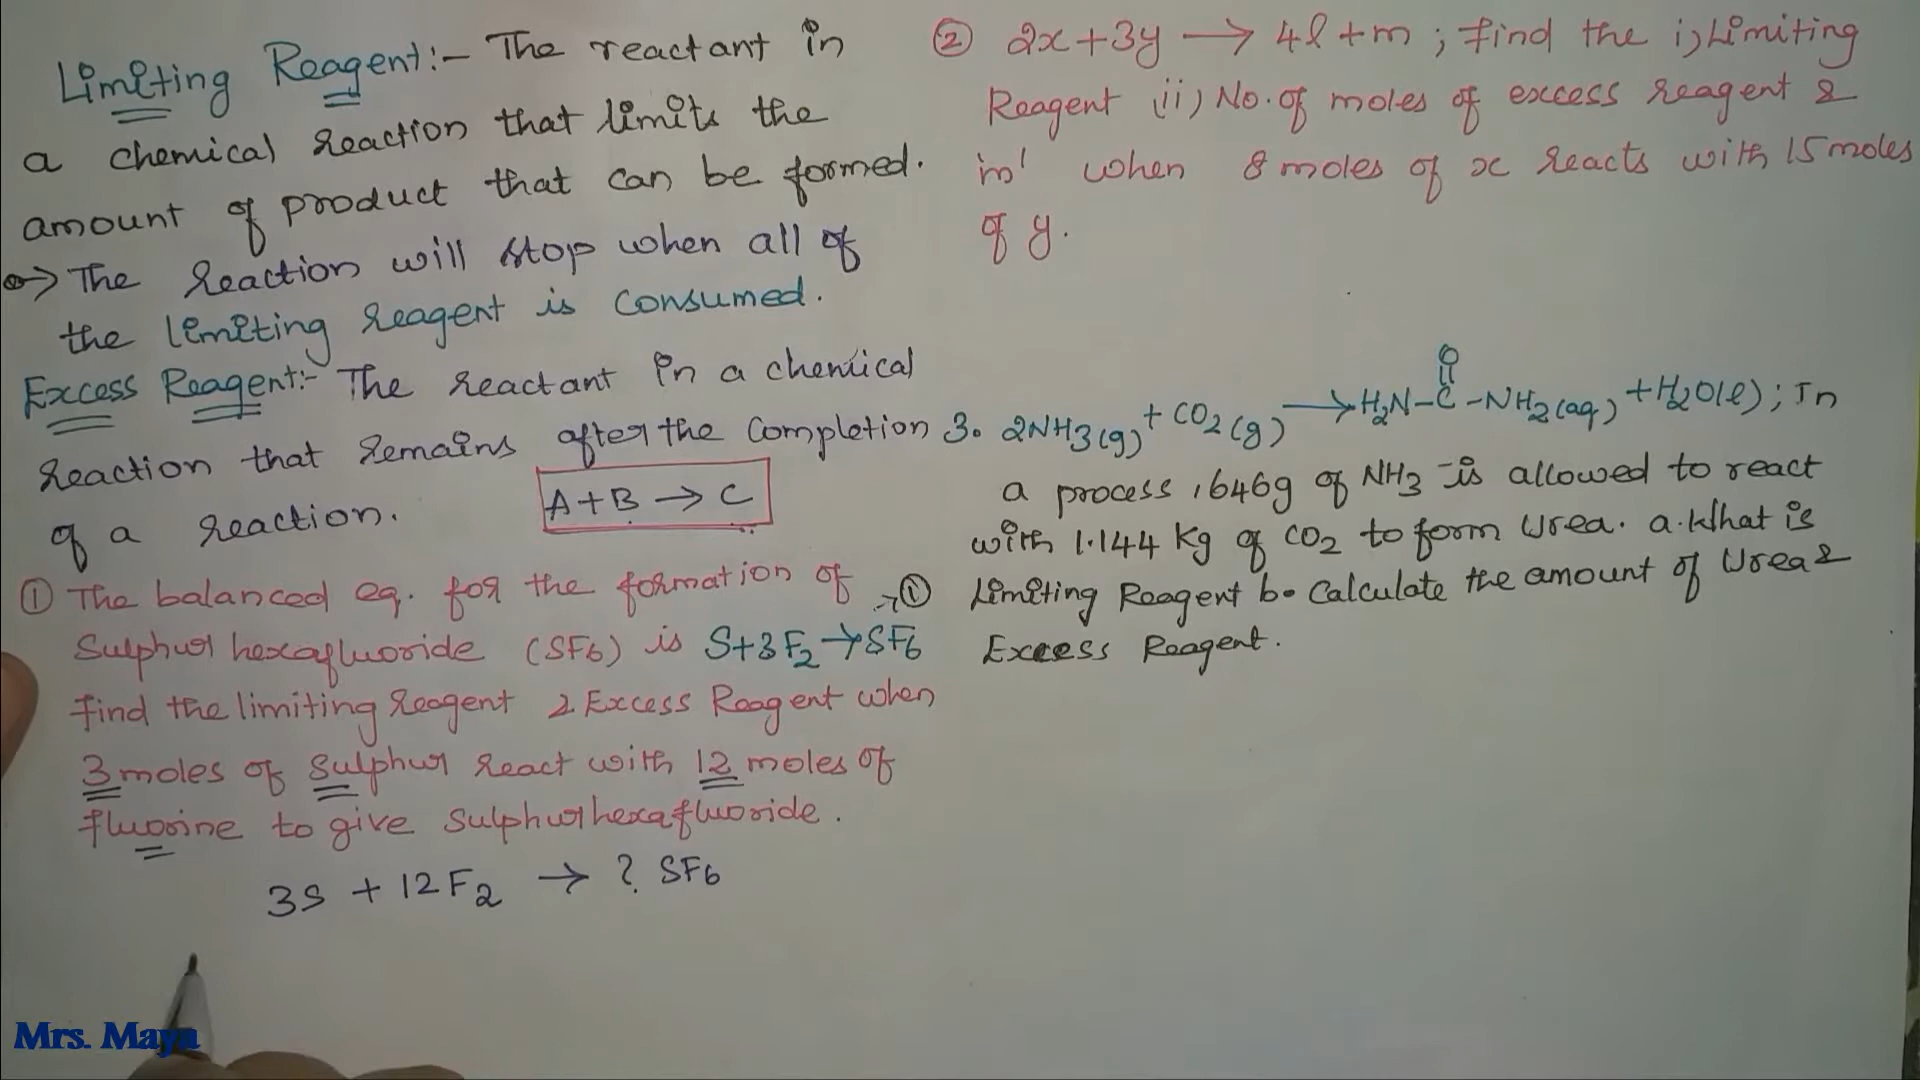 Limiting Reagent:- The reactant in
a chemical reaction that limits the
amount of product that can be formed.
→ The reaction will stop when all of
the limiting reagent is consumed.
Excess Reagent:- The reactant in a chemical
reaction that remains after the completion
of a reaction.
A+B → C
① The balanced eq. for the formation of
Sulphur hexafluoride (SF6) is S+3F2→SF6 →①
find the limiting reagent & Excess Reagent when
3 moles of sulphur react with 12 moles of
fluorine to give sulphurhexafluoride.
3S + 12F2 → ? SF6
② 2x+3y → 4l+m ; find the i) Limiting
Reagent ii) No. of moles of excess reagent &
'm' when 8 moles of x reacts with 15 moles
of y.
O
||
3. 2NH3(g) + CO2(g) → H2N-C-NH2(aq) + H2O(l) ; In
a process, 646g of NH3 is allowed to react
with 1.144 Kg of CO2 to form Urea. a. What is
Limiting Reagent b. Calculate the amount of Urea &
Excess Reagent.
Mrs. Maya